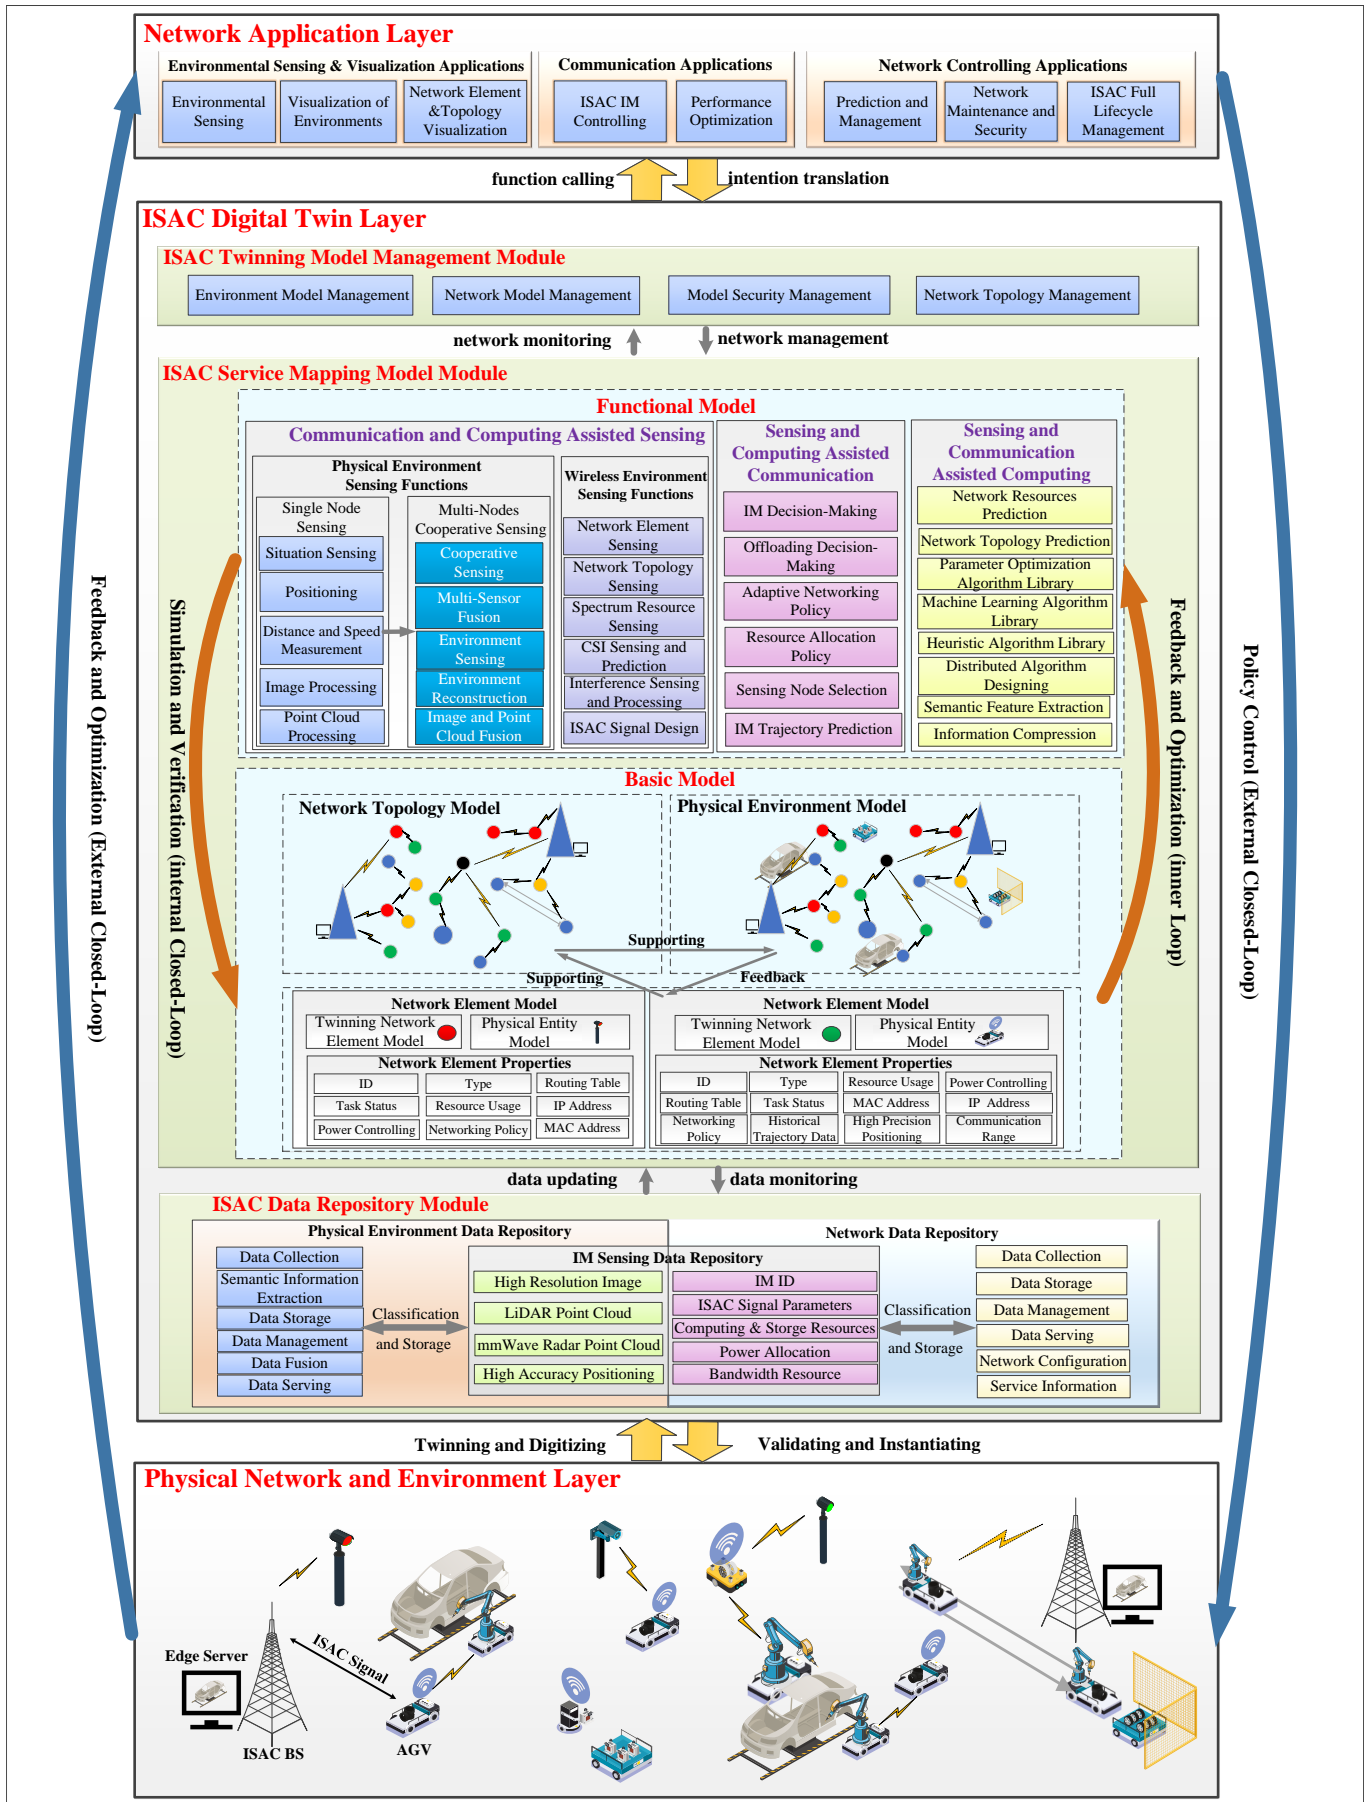 Network Application Layer
Environmental Sensing & Visualization Applications
Environmental
Sensing
Visualization of
Environments
Network Element
&Topology
Visualization
Communication Applications
ISAC IM
Controlling
Performance
Optimization
Network Controlling Applications
Prediction and
Management
Network
Maintenance and
Security
ISAC Full
Lifecycle
Management
function calling
intention translation
ISAC Digital Twin Layer
ISAC Twinning Model Management Module
Environment Model Management
Network Model Management
Model Security Management
Network Topology Management
network monitoring
network management
ISAC Service Mapping Model Module
Functional Model
Communication and Computing Assisted Sensing
Physical Environment
Sensing Functions
Single Node
Sensing
Situation Sensing
Positioning
Distance and Speed
Measurement
Image Processing
Point Cloud
Processing
Multi-Nodes
Cooperative Sensing
Cooperative
Sensing
Multi-Sensor
Fusion
Environment
Sensing
Environment
Reconstruction
Image and Point
Cloud Fusion
Wireless Environment
Sensing Functions
Network Element
Sensing
Network Topology
Sensing
Spectrum Resource
Sensing
CSI Sensing and
Prediction
Interference Sensing
and Processing
ISAC Signal Design
Sensing and
Computing Assisted
Communication
IM Decision-Making
Offloading Decision-
Making
Adaptive Networking
Policy
Resource Allocation
Policy
Sensing Node Selection
IM Trajectory Prediction
Sensing and
Communication
Assisted Computing
Network Resources
Prediction
Network Topology Prediction
Parameter Optimization
Algorithm Library
Machine Learning Algorithm
Library
Heuristic Algorithm Library
Distributed Algorithm
Designing
Semantic Feature Extraction
Information Compression
Basic Model
Network Topology Model
Physical Environment Model
Supporting
Supporting
Feedback
Network Element Model
Twinning Network
Element Model
Physical Entity
Model
Network Element Properties
ID
Type
Routing Table
Task Status
Resource Usage
IP Address
Power Controlling
Networking Policy
MAC Address
Network Element Model
Twinning Network
Element Model
Physical Entity
Model
Network Element Properties
ID
Type
Resource Usage
Power Controlling
Routing Table
Task Status
MAC Address
IP Address
Networking
Policy
Historical
Trajectory Data
High Precision
Positioning
Communication
Range
data updating
data monitoring
ISAC Data Repository Module
Physical Environment Data Repository
Data Collection
Semantic Information
Extraction
Data Storage
Data Management
Data Fusion
Data Serving
Classification
and Storage
IM Sensing Data Repository
High Resolution Image
LiDAR Point Cloud
mmWave Radar Point Cloud
High Accuracy Positioning
IM ID
ISAC Signal Parameters
Computing & Storge Resources
Power Allocation
Bandwidth Resource
Classification
and Storage
Network Data Repository
Data Collection
Data Storage
Data Management
Data Serving
Network Configuration
Service Information
Twinning and Digitizing
Validating and Instantiating
Physical Network and Environment Layer
Edge Server
ISAC BS
ISAC Signal
AGV
Feedback and Optimization (External Closed-Loop)
Simulation and Verification (internal Closed-Loop)
Feedback and Optimization (inner Loop)
Policy Control (External Closesd-Loop)